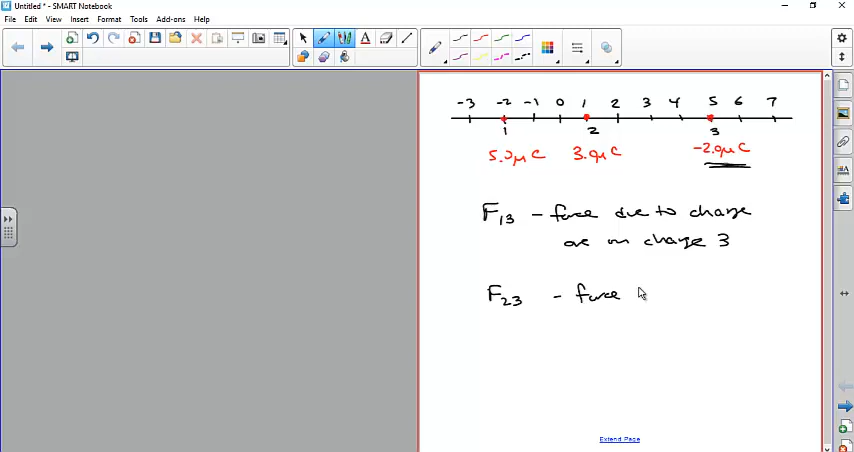 Untitled * - SMART Notebook
File Edit View Insert Format Tools Add-ons Help
-3 -2 -1 0 1 2 3 4 5 6 7
1 2 3
5.0μC 3.0μC -2.0μC
F13 - force due to charge
one on charge 3
F23 - force
Extend Page